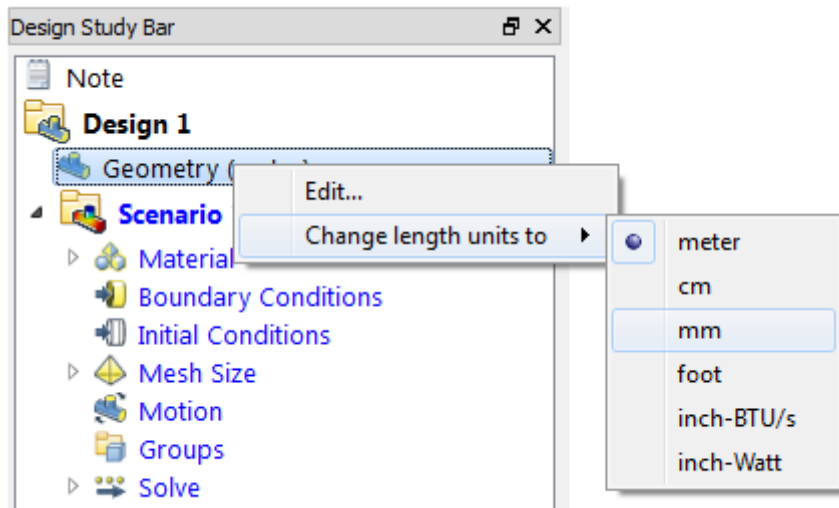 Design Study Bar
Note
Design 1
Geometry (
Edit...
Change length units to
meter
cm
mm
foot
inch-BTU/s
inch-Watt
Scenario
Material
Boundary Conditions
Initial Conditions
Mesh Size
Motion
Groups
Solve